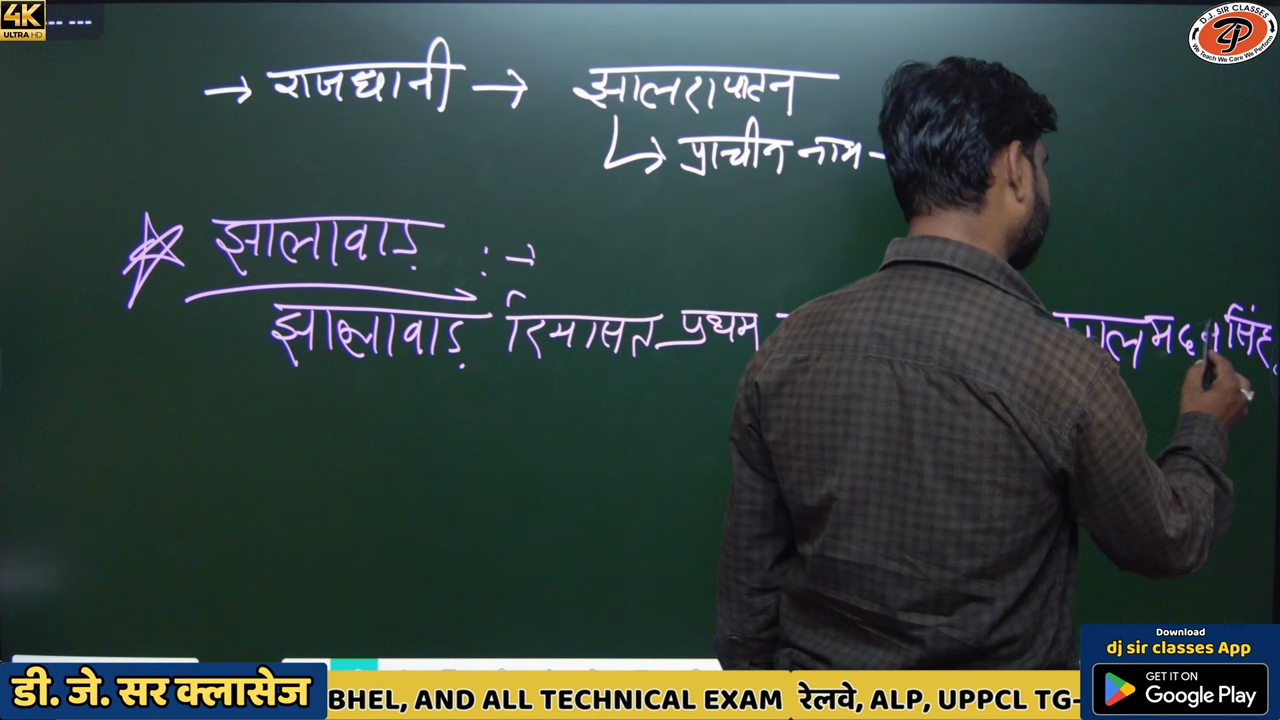 4K
ULTRA HD
D.J. SIR CLASSES
We Teach We Care We Perform
→ राजधानी → झालरापाटन
↳ प्राचीन नाम -
झालावाड़ :→
झालावाड़ रियासत प्रथम मदन सिंह
Download
dj sir classes App
GET IT ON
Google Play
डी. जे. सर क्लासेज
BHEL, AND ALL TECHNICAL EXAM रेलवे, ALP, UPPCL TG-